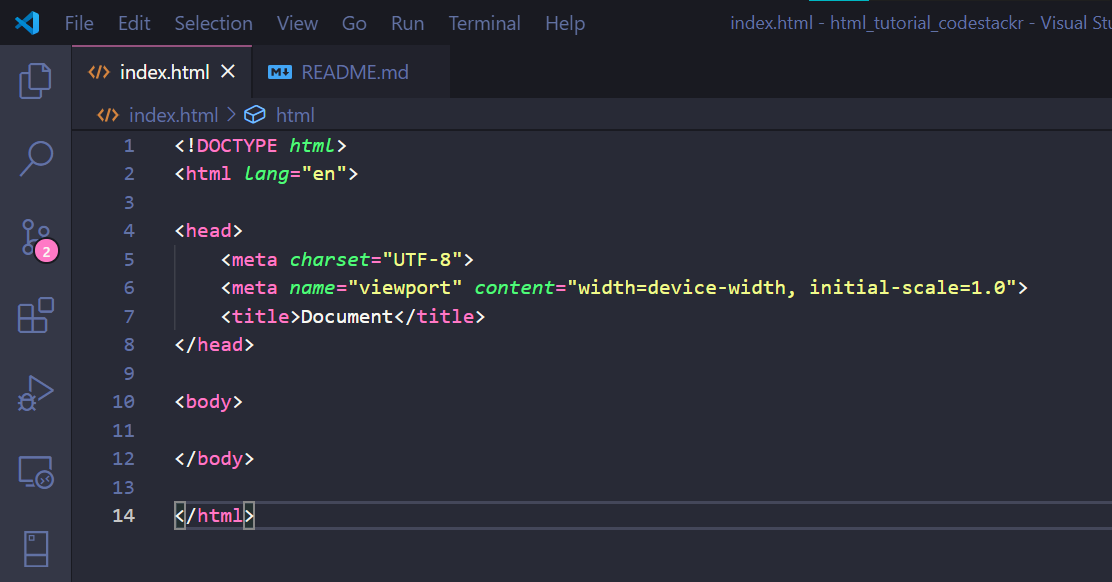 File Edit Selection View Go Run Terminal Help index.html - html_tutorial_codestackr - Visual
index.html README.md
index.html > html
1 <!DOCTYPE html>
2 <html lang="en">
3
4 <head>
5     <meta charset="UTF-8">
6     <meta name="viewport" content="width=device-width, initial-scale=1.0">
7     <title>Document</title>
8 </head>
9
10 <body>
11
12 </body>
13
14 </html>
2